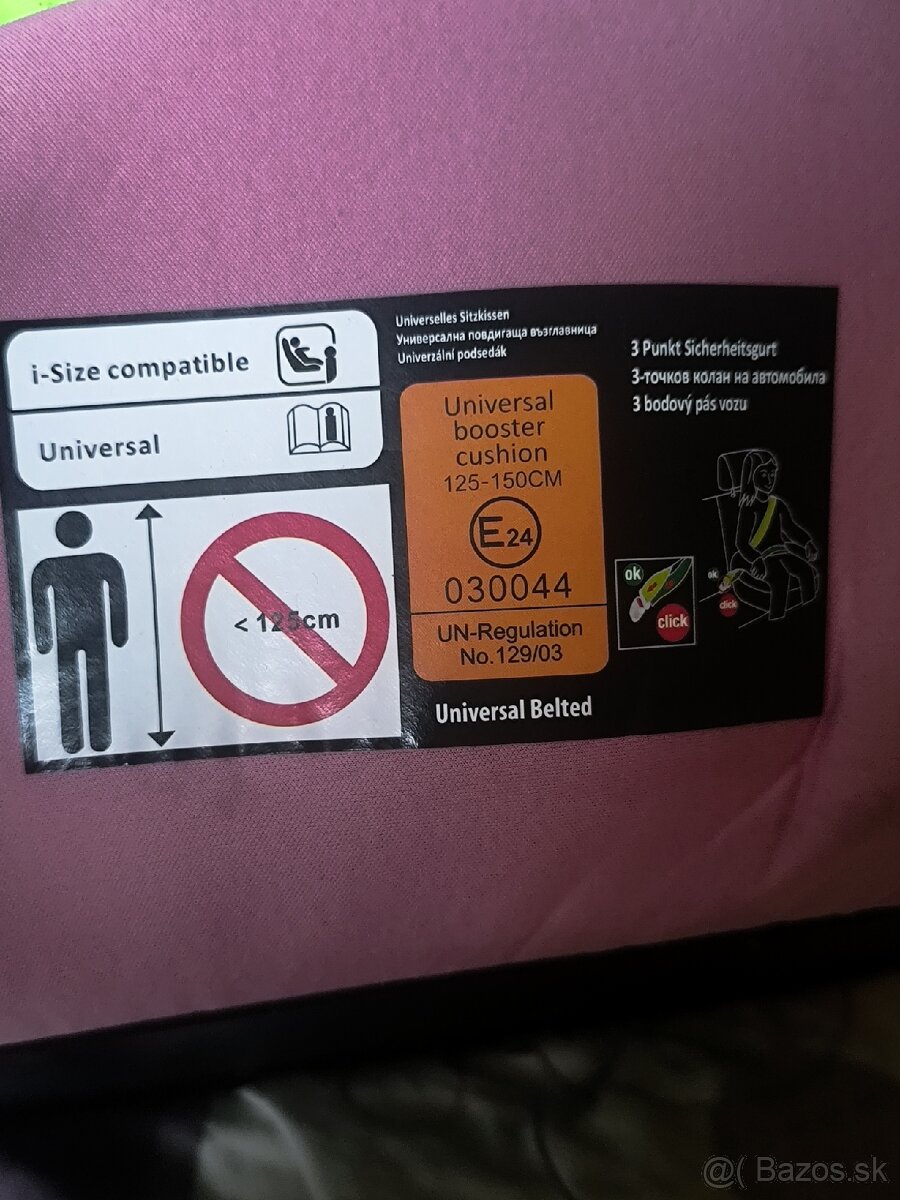 i-Size compatible
Universal
< 125cm
Universelles Sitzkissen
Универсална повдигаща възглавница
Univerzální podsedák
Universal
booster
cushion
125-150CM
E24
030044
UN-Regulation
No.129/03
Universal Belted
3 Punkt Sicherheitsgurt
3-точков колан на автомобила
3 bodový pás vozu
ok
click
ok
click
@( Bazos.sk